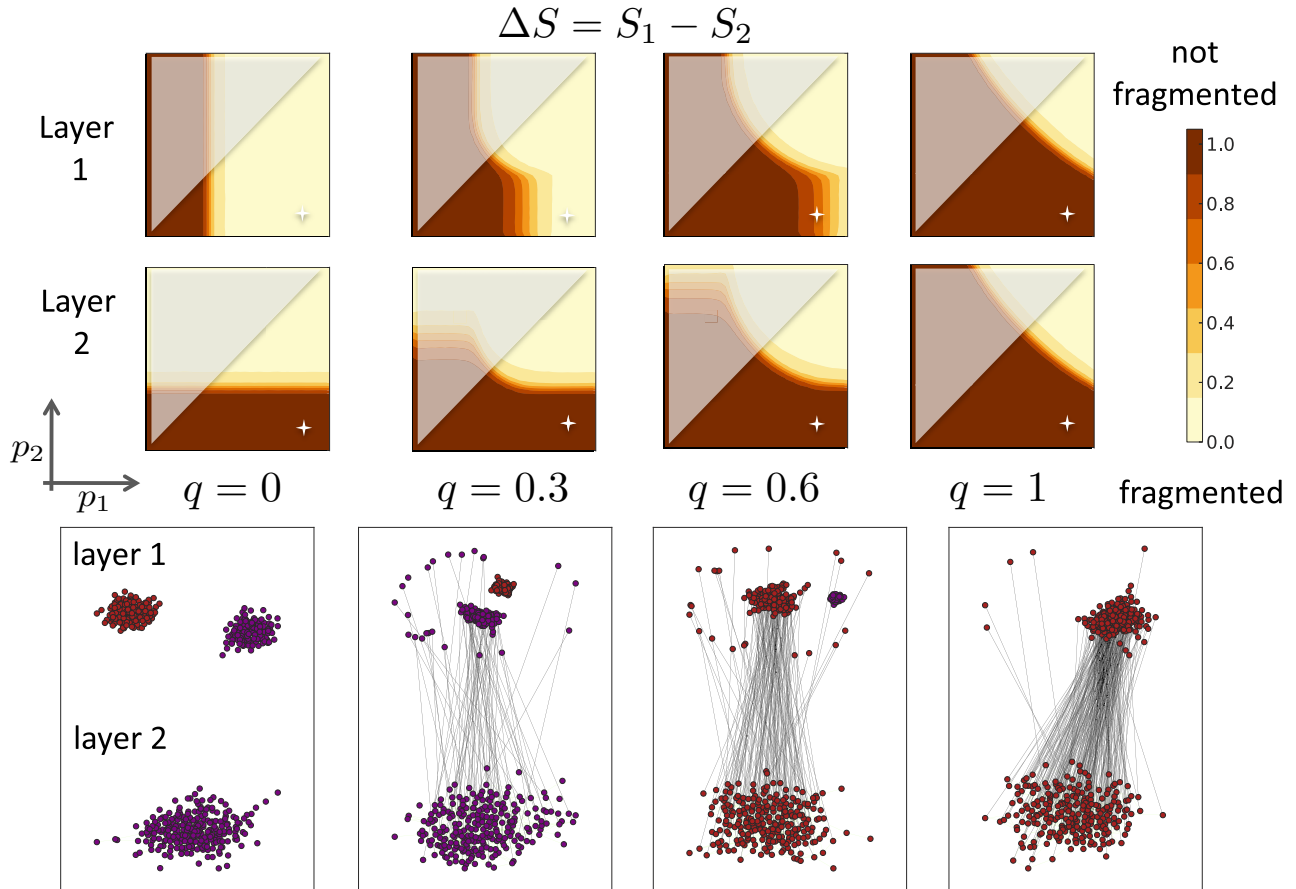 ΔS = S₁ − S₂
not
fragmented
Layer
1
1.0
0.8
0.6
0.4
0.2
0.0
Layer
2
p₂
p₁
q = 0
q = 0.3
q = 0.6
q = 1
fragmented
layer 1
layer 2